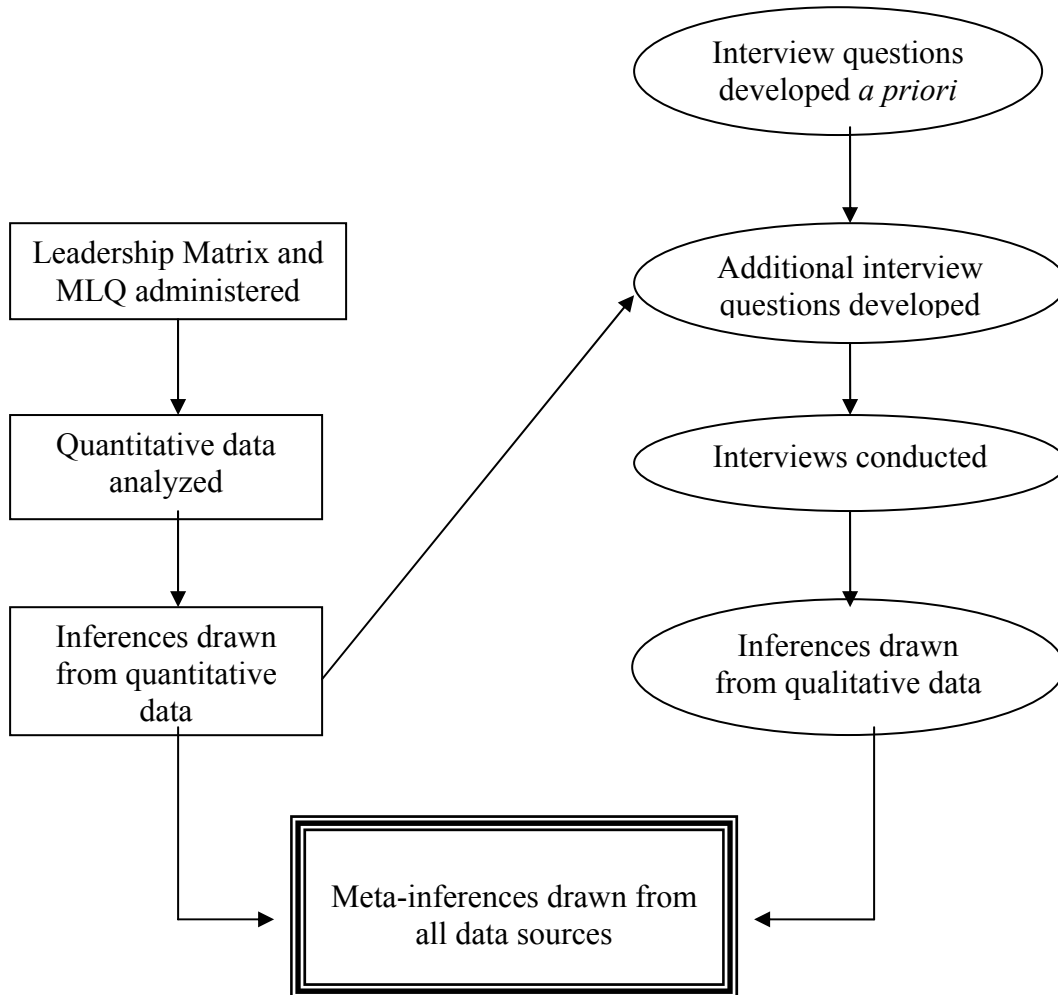 Interview questions
developed a priori
Leadership Matrix and
MLQ administered
Additional interview
questions developed
Quantitative data
analyzed
Interviews conducted
Inferences drawn
from quantitative
data
Inferences drawn
from qualitative data
Meta-inferences drawn from
all data sources